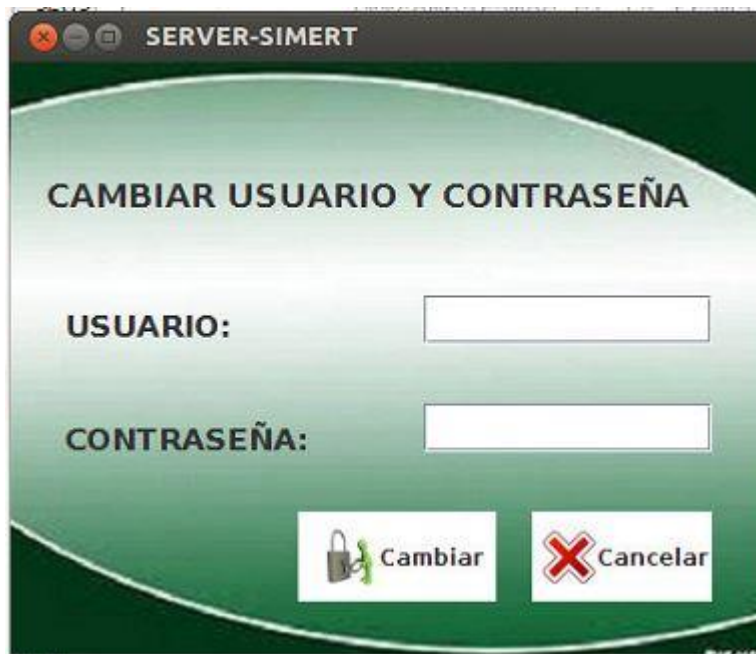 SERVER-SIMERT
CAMBIAR USUARIO Y CONTRASEÑA
USUARIO:
CONTRASEÑA:
Cambiar
Cancelar